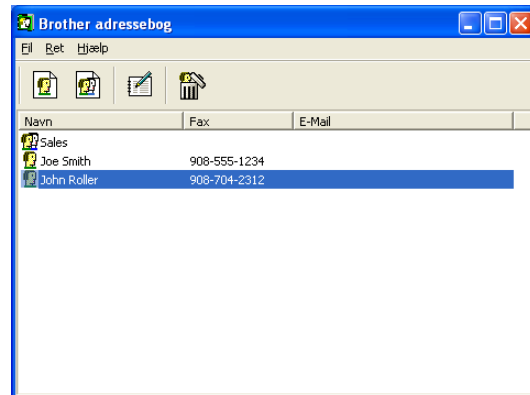 Brother adressebog
Fil Ret Hjælp
Navn Fax E-Mail
Sales
Joe Smith 908-555-1234
John Roller 908-704-2312